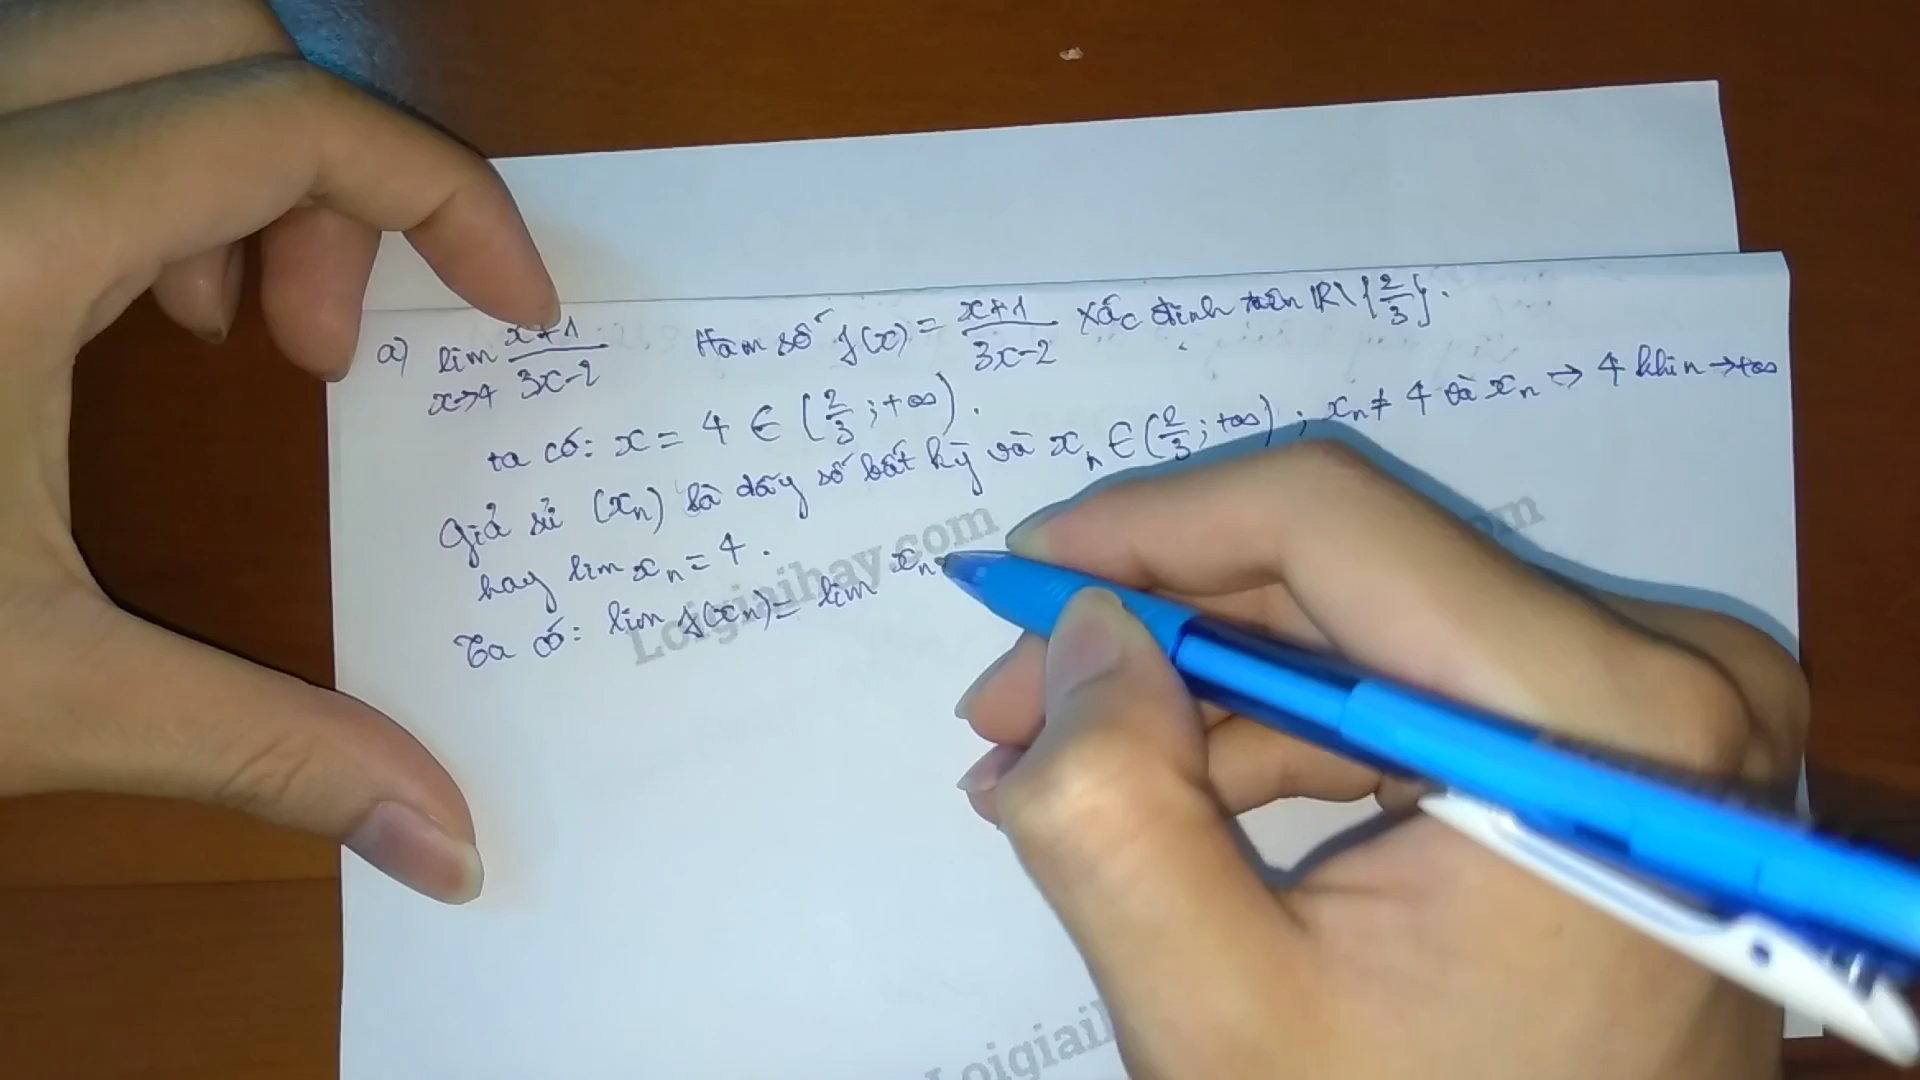 a) lim x→4 x+1/3x-2 Hàm số f(x) = x+1/3x-2 xác định trên ℝ\{2/3}.
ta có: x = 4 ∈ (2/3; +∞).
Giả sử (xn) là dãy số bất kỳ và xn ∈ (2/3; +∞); xn ≠ 4 và xn → 4 khi n → +∞
hay lim xn = 4.
Ta có: lim f(xn) = lim xn
Loigiaihay.com
Loigiaih